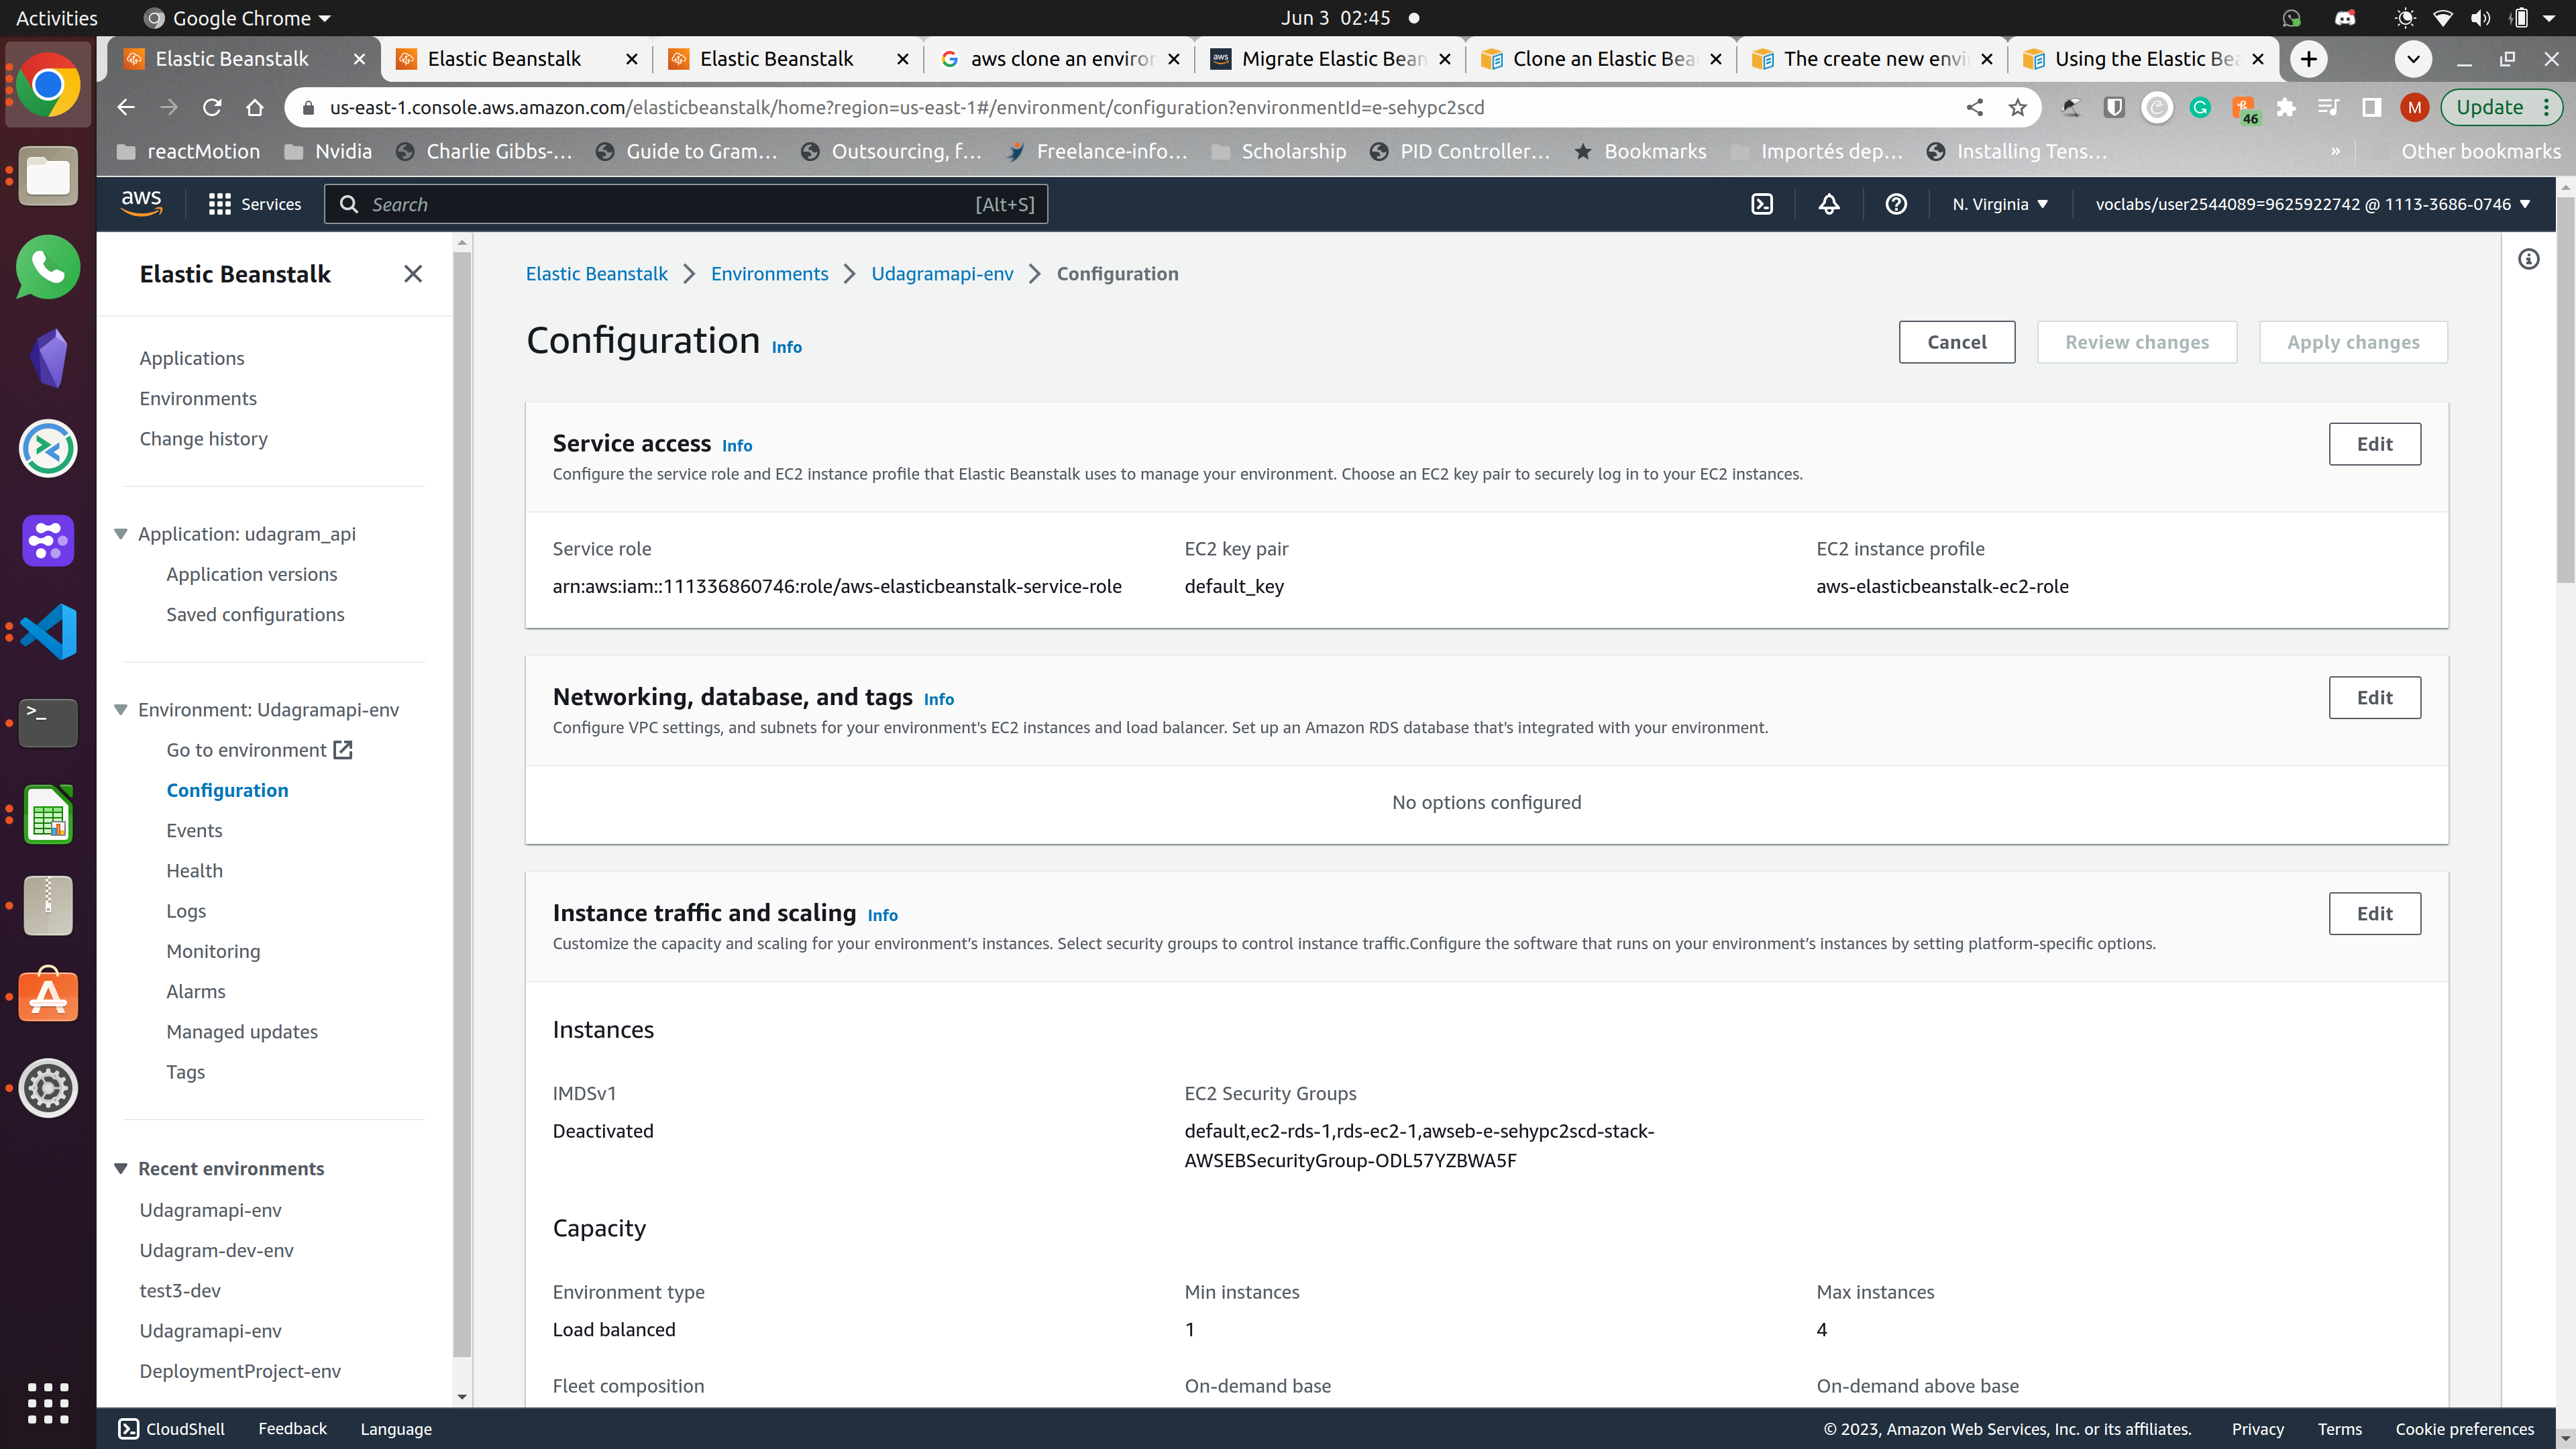 Activities
Google Chrome
Jun 3 02:45
Elastic Beanstalk
Elastic Beanstalk
Elastic Beanstalk
aws clone an enviror
Migrate Elastic Bean
Clone an Elastic Bea
The create new envi
Using the Elastic Be
us-east-1.console.aws.amazon.com/elasticbeanstalk/home?region=us-east-1#/environment/configuration?environmentId=e-sehypc2scd
46
M
Update
reactMotion
Nvidia
Charlie Gibbs-...
Guide to Gram...
Outsourcing, f...
Freelance-info...
Scholarship
PID Controller...
Bookmarks
Importés dep...
Installing Tens...
»
Other bookmarks
aws
Services
Search
[Alt+S]
N. Virginia
voclabs/user2544089=9625922742 @ 1113-3686-0746
Elastic Beanstalk
Applications
Environments
Change history
Application: udagram_api
Application versions
Saved configurations
Environment: Udagramapi-env
Go to environment
Configuration
Events
Health
Logs
Monitoring
Alarms
Managed updates
Tags
Recent environments
Udagramapi-env
Udagram-dev-env
test3-dev
Udagramapi-env
DeploymentProject-env
Elastic Beanstalk > Environments > Udagramapi-env > Configuration
Configuration Info
Cancel
Review changes
Apply changes
Service access Info
Edit
Configure the service role and EC2 instance profile that Elastic Beanstalk uses to manage your environment. Choose an EC2 key pair to securely log in to your EC2 instances.
Service role
EC2 key pair
EC2 instance profile
arn:aws:iam::111336860746:role/aws-elasticbeanstalk-service-role
default_key
aws-elasticbeanstalk-ec2-role
Networking, database, and tags Info
Edit
Configure VPC settings, and subnets for your environment's EC2 instances and load balancer. Set up an Amazon RDS database that's integrated with your environment.
No options configured
Instance traffic and scaling Info
Edit
Customize the capacity and scaling for your environment’s instances. Select security groups to control instance traffic.Configure the software that runs on your environment’s instances by setting platform-specific options.
Instances
IMDSv1
EC2 Security Groups
Deactivated
default,ec2-rds-1,rds-ec2-1,awseb-e-sehypc2scd-stack-
AWSEBSecurityGroup-ODL57YZBWA5F
Capacity
Environment type
Min instances
Max instances
Load balanced
1
4
Fleet composition
On-demand base
On-demand above base
CloudShell
Feedback
Language
© 2023, Amazon Web Services, Inc. or its affiliates.
Privacy
Terms
Cookie preferences